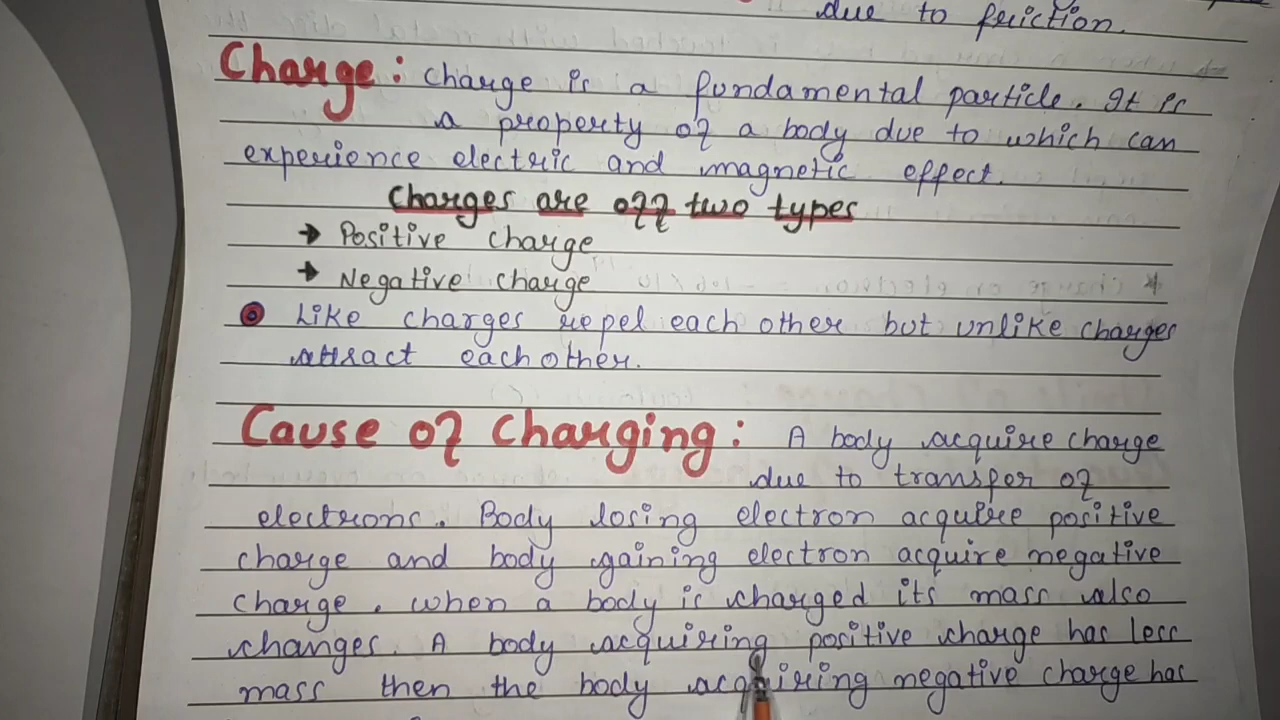 due to friction.
Charge: Charge is a fundamental particle. It is
a property of a body due to which can
experience electric and magnetic effect.
Charges are off two types
→ Positive charge
→ Negative charge
Like charges repel each other but unlike charges
attract each other.
Cause of Charging: A body acquire charge
due to transfer of
electrons. Body losing electron acquire positive
charge and body gaining electron acquire negative
charge. when a body is charged its mass also
changes. A body acquiring positive charge has less
mass then the body acquiring negative charge has